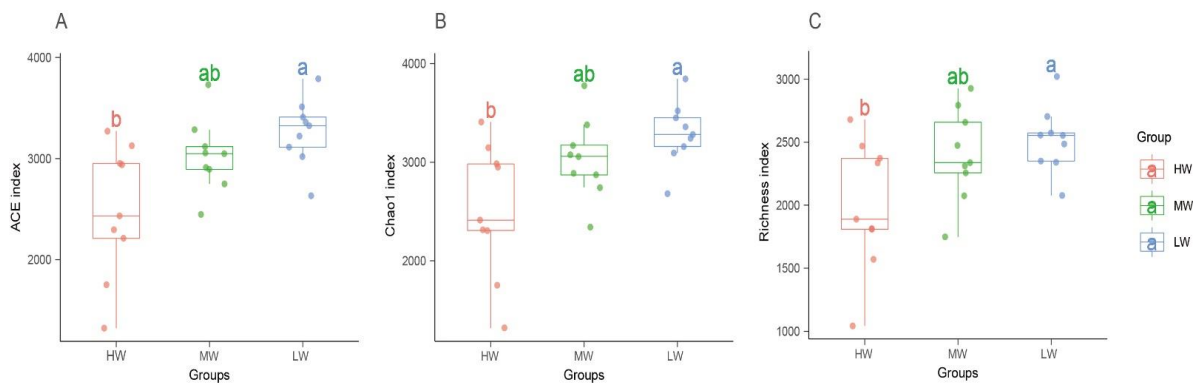 A
ACE index
4000
3000
2000
b
ab
a
HW
MW
LW
Groups
B
Chao1 index
4000
3000
2000
b
ab
a
HW
MW
LW
Groups
C
Richness index
3000
2500
2000
1500
1000
b
ab
a
HW
MW
LW
Groups
Group
a HW
a MW
a LW